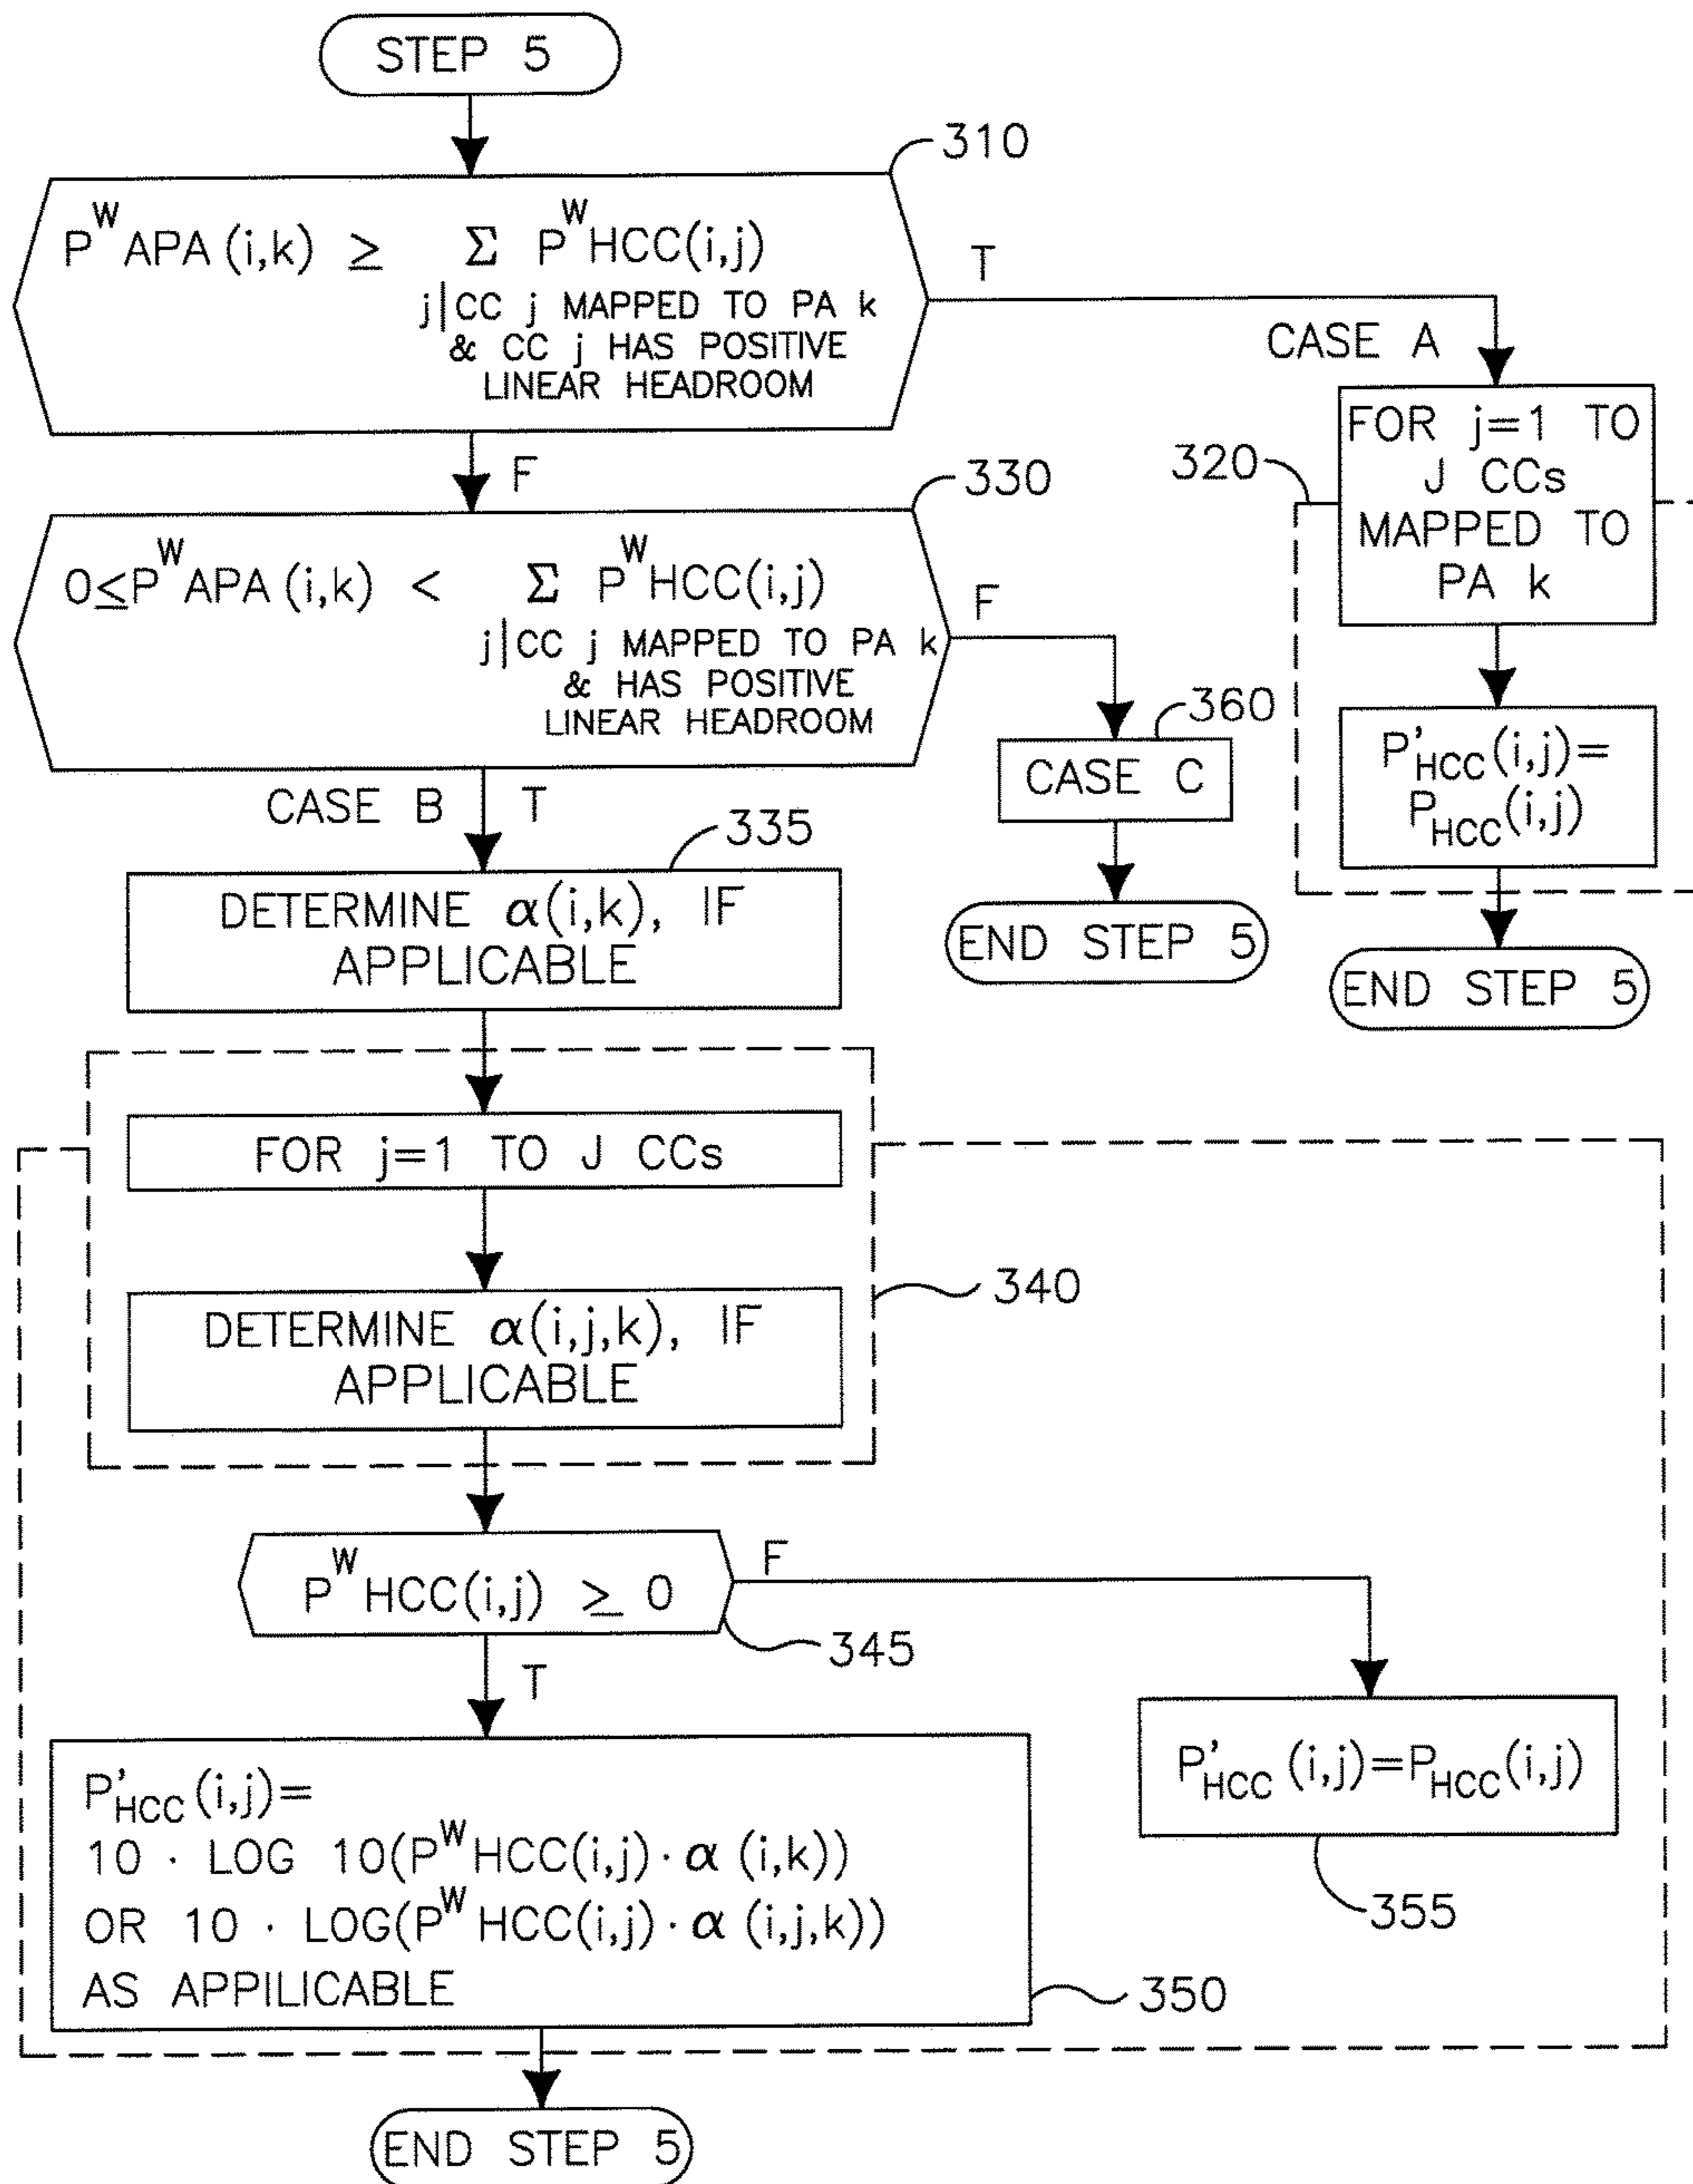 STEP 5
310
P^W APA (i,k) ≥ Σ P^W HCC(i,j)
j|CC j MAPPED TO PA k
& CC j HAS POSITIVE
LINEAR HEADROOM
T
CASE A
FOR j=1 TO
J CCs
MAPPED TO
PA k
320
P'HCC(i,j)=
PHCC(i,j)
END STEP 5
F
330
0≤P^W APA (i,k) < Σ P^W HCC(i,j)
j|CC j MAPPED TO PA k
& HAS POSITIVE
LINEAR HEADROOM
F
360
CASE C
END STEP 5
CASE B T
335
DETERMINE α(i,k), IF
APPLICABLE
FOR j=1 TO J CCs
340
DETERMINE α(i,j,k), IF
APPLICABLE
P^W HCC(i,j) ≥ 0
F
345
T
P'HCC (i,j)=PHCC(i,j)
355
P'HCC (i,j)=
10 · LOG 10(P^W HCC(i,j) · α (i,k))
OR 10 · LOG(P^W HCC(i,j) · α (i,j,k))
AS APPILICABLE
350
END STEP 5